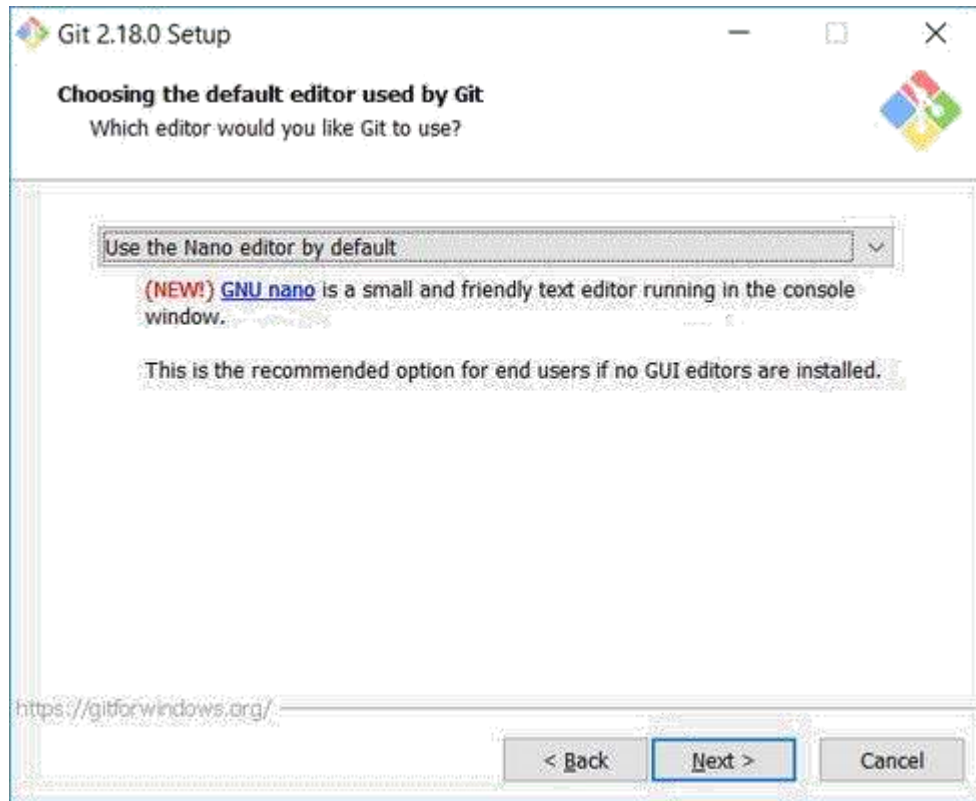 Git 2.18.0 Setup
Choosing the default editor used by Git
Which editor would you like Git to use?
Use the Nano editor by default
(NEW!) GNU nano is a small and friendly text editor running in the console
window.
This is the recommended option for end users if no GUI editors are installed.
https://gitforwindows.org/
< Back Next > Cancel